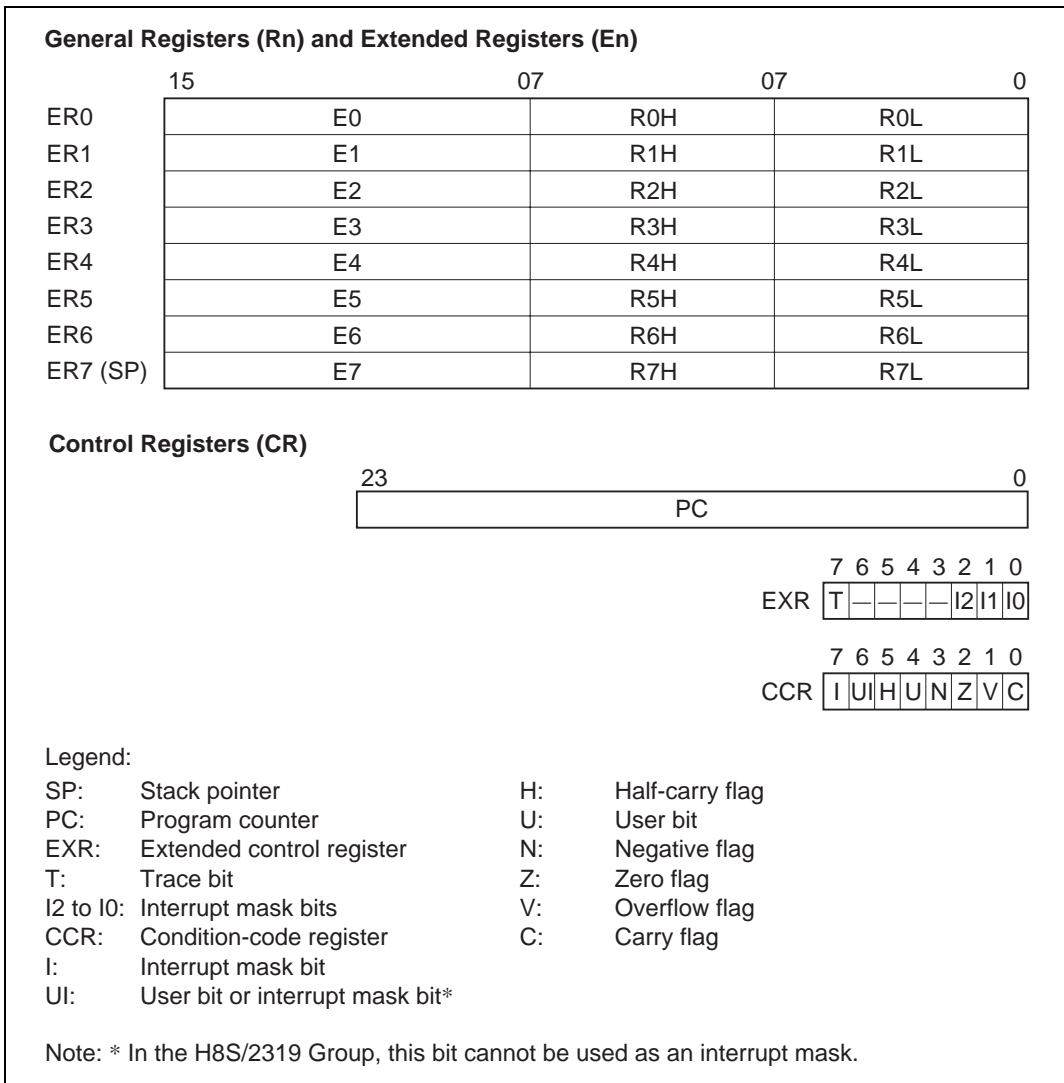 General Registers (Rn) and Extended Registers (En)
15 07 07 0
ER0 E0 R0H R0L
ER1 E1 R1H R1L
ER2 E2 R2H R2L
ER3 E3 R3H R3L
ER4 E4 R4H R4L
ER5 E5 R5H R5L
ER6 E6 R6H R6L
ER7 (SP) E7 R7H R7L
Control Registers (CR)
23 0
PC
7 6 5 4 3 2 1 0
EXR T — — — — I2 I1 I0
7 6 5 4 3 2 1 0
CCR I UI H U N Z V C
Legend:
SP: Stack pointer H: Half-carry flag
PC: Program counter U: User bit
EXR: Extended control register N: Negative flag
T: Trace bit Z: Zero flag
I2 to I0: Interrupt mask bits V: Overflow flag
CCR: Condition-code register C: Carry flag
I: Interrupt mask bit
UI: User bit or interrupt mask bit*
Note: * In the H8S/2319 Group, this bit cannot be used as an interrupt mask.